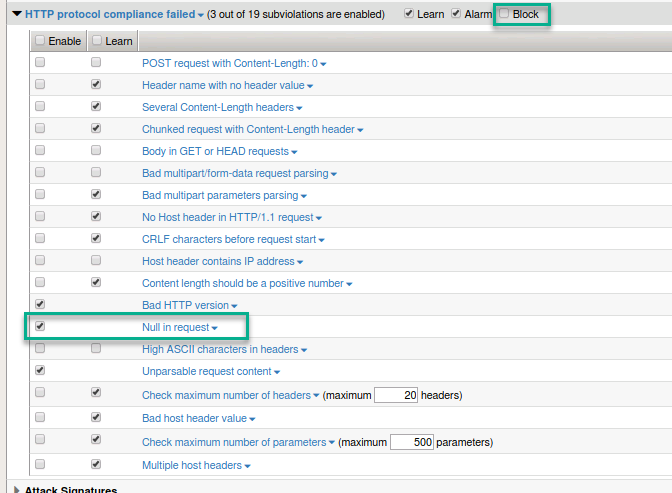 HTTP protocol compliance failed (3 out of 19 subviolations are enabled) Learn Alarm Block
Enable Learn
POST request with Content-Length: 0
Header name with no header value
Several Content-Length headers
Chunked request with Content-Length header
Body in GET or HEAD requests
Bad multipart/form-data request parsing
Bad multipart parameters parsing
No Host header in HTTP/1.1 request
CRLF characters before request start
Host header contains IP address
Content length should be a positive number
Bad HTTP version
Null in request
High ASCII characters in headers
Unparsable request content
Check maximum number of headers (maximum 20 headers)
Bad host header value
Check maximum number of parameters (maximum 500 parameters)
Multiple host headers
Attack Signatures